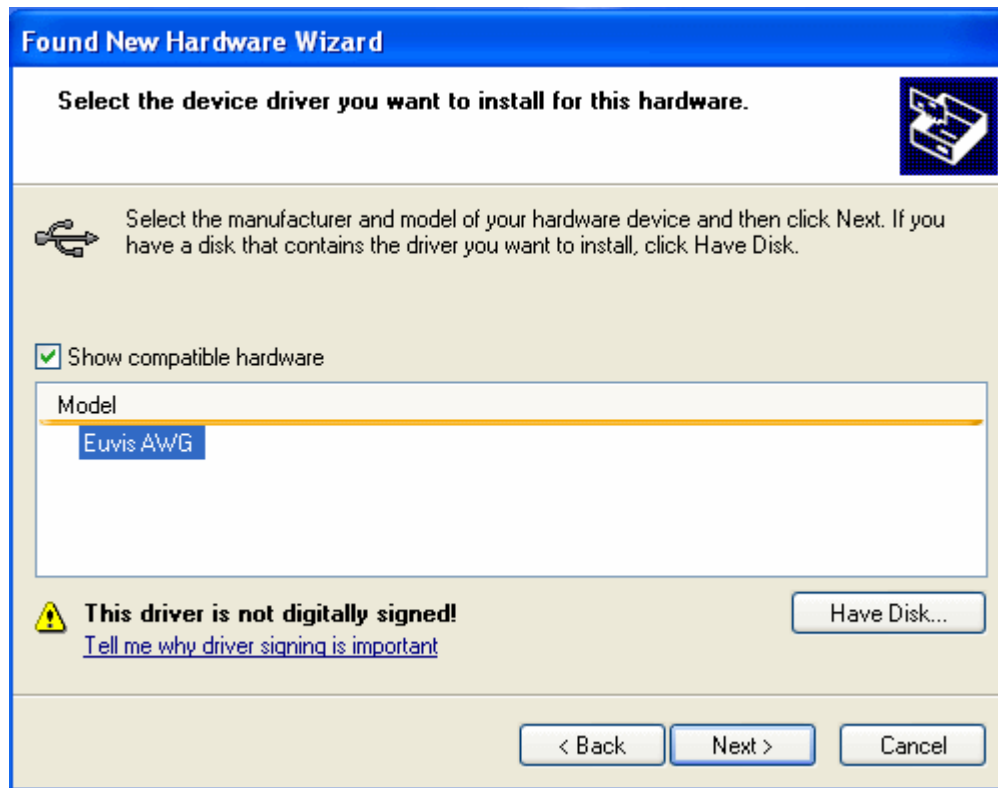 Found New Hardware Wizard
Select the device driver you want to install for this hardware.
Select the manufacturer and model of your hardware device and then click Next. If you
have a disk that contains the driver you want to install, click Have Disk.
Show compatible hardware
Model
Euvis AWG
This driver is not digitally signed!
Have Disk...
Tell me why driver signing is important
< Back
Next >
Cancel